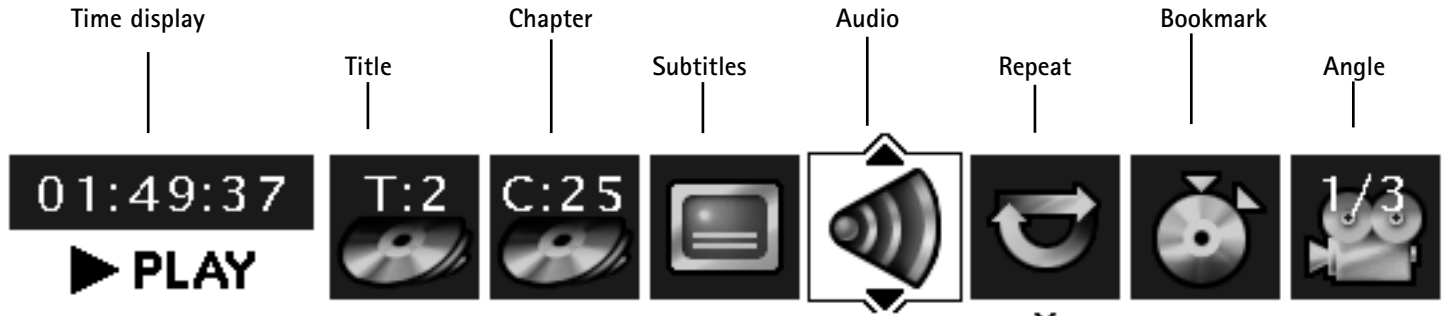 Time display
Chapter
Audio
Bookmark
Title
Subtitles
Repeat
Angle
01:49:37
T:2
C:25
1/3
PLAY